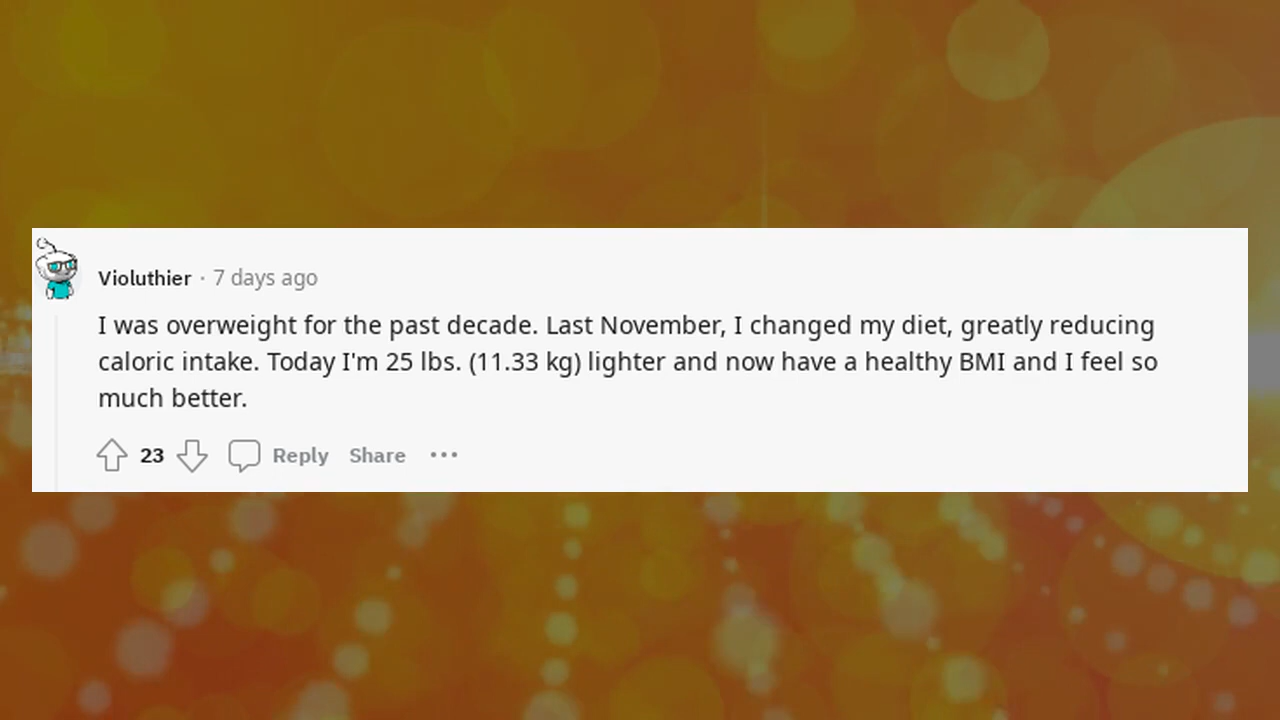 Violuthier · 7 days ago
I was overweight for the past decade. Last November, I changed my diet, greatly reducing
caloric intake. Today I'm 25 lbs. (11.33 kg) lighter and now have a healthy BMI and I feel so
much better.
23 Reply Share